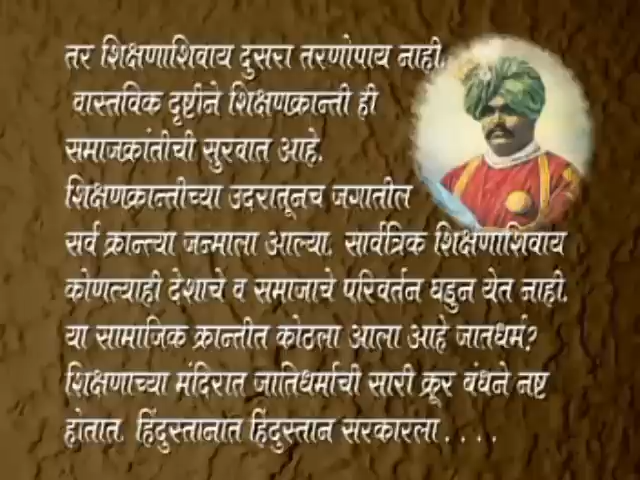 तर शिक्षणाशिवाय दुसरा तरणोपाय नाही.
वास्तविक दृष्टीने शिक्षणक्रान्ती ही
समाजक्रांतीची सुरवात आहे.
शिक्षणक्रान्तीच्या उदरातूनच जगातील
सर्व क्रान्त्या जन्माला आल्या. सार्वत्रिक शिक्षणाशिवाय
कोणत्याही देशाचे व समाजाचे परिवर्तन घडुन येत नाही.
या सामाजिक क्रान्तीत कोठला आला आहे जातधर्म?
शिक्षणाच्या मंदिरात जातिधर्माची सारी क्रूर बंधने नष्ट
होतात. हिंदुस्तानात हिंदुस्तान सरकारला . . . .